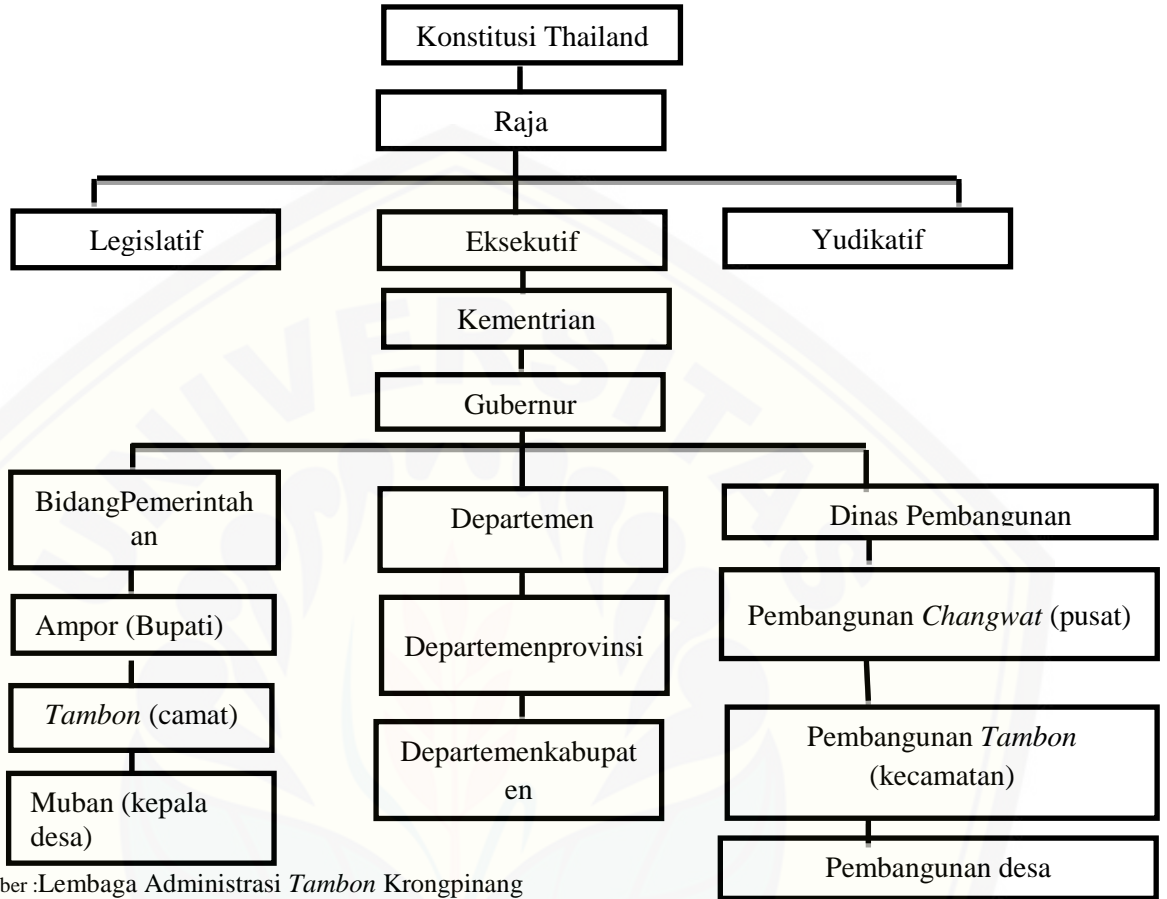 Konstitusi Thailand
Raja
Legislatif
Eksekutif
Yudikatif
Kementrian
Gubernur
BidangPemerintah
an
Departemen
Dinas Pembangunan
Ampor (Bupati)
Departemenprovinsi
Pembangunan Changwat (pusat)
Tambon (camat)
Departemenkabupat
en
Pembangunan Tambon
(kecamatan)
Muban (kepala
desa)
Pembangunan desa
ber :Lembaga Administrasi Tambon Krongpinang
UNIVERSITAS